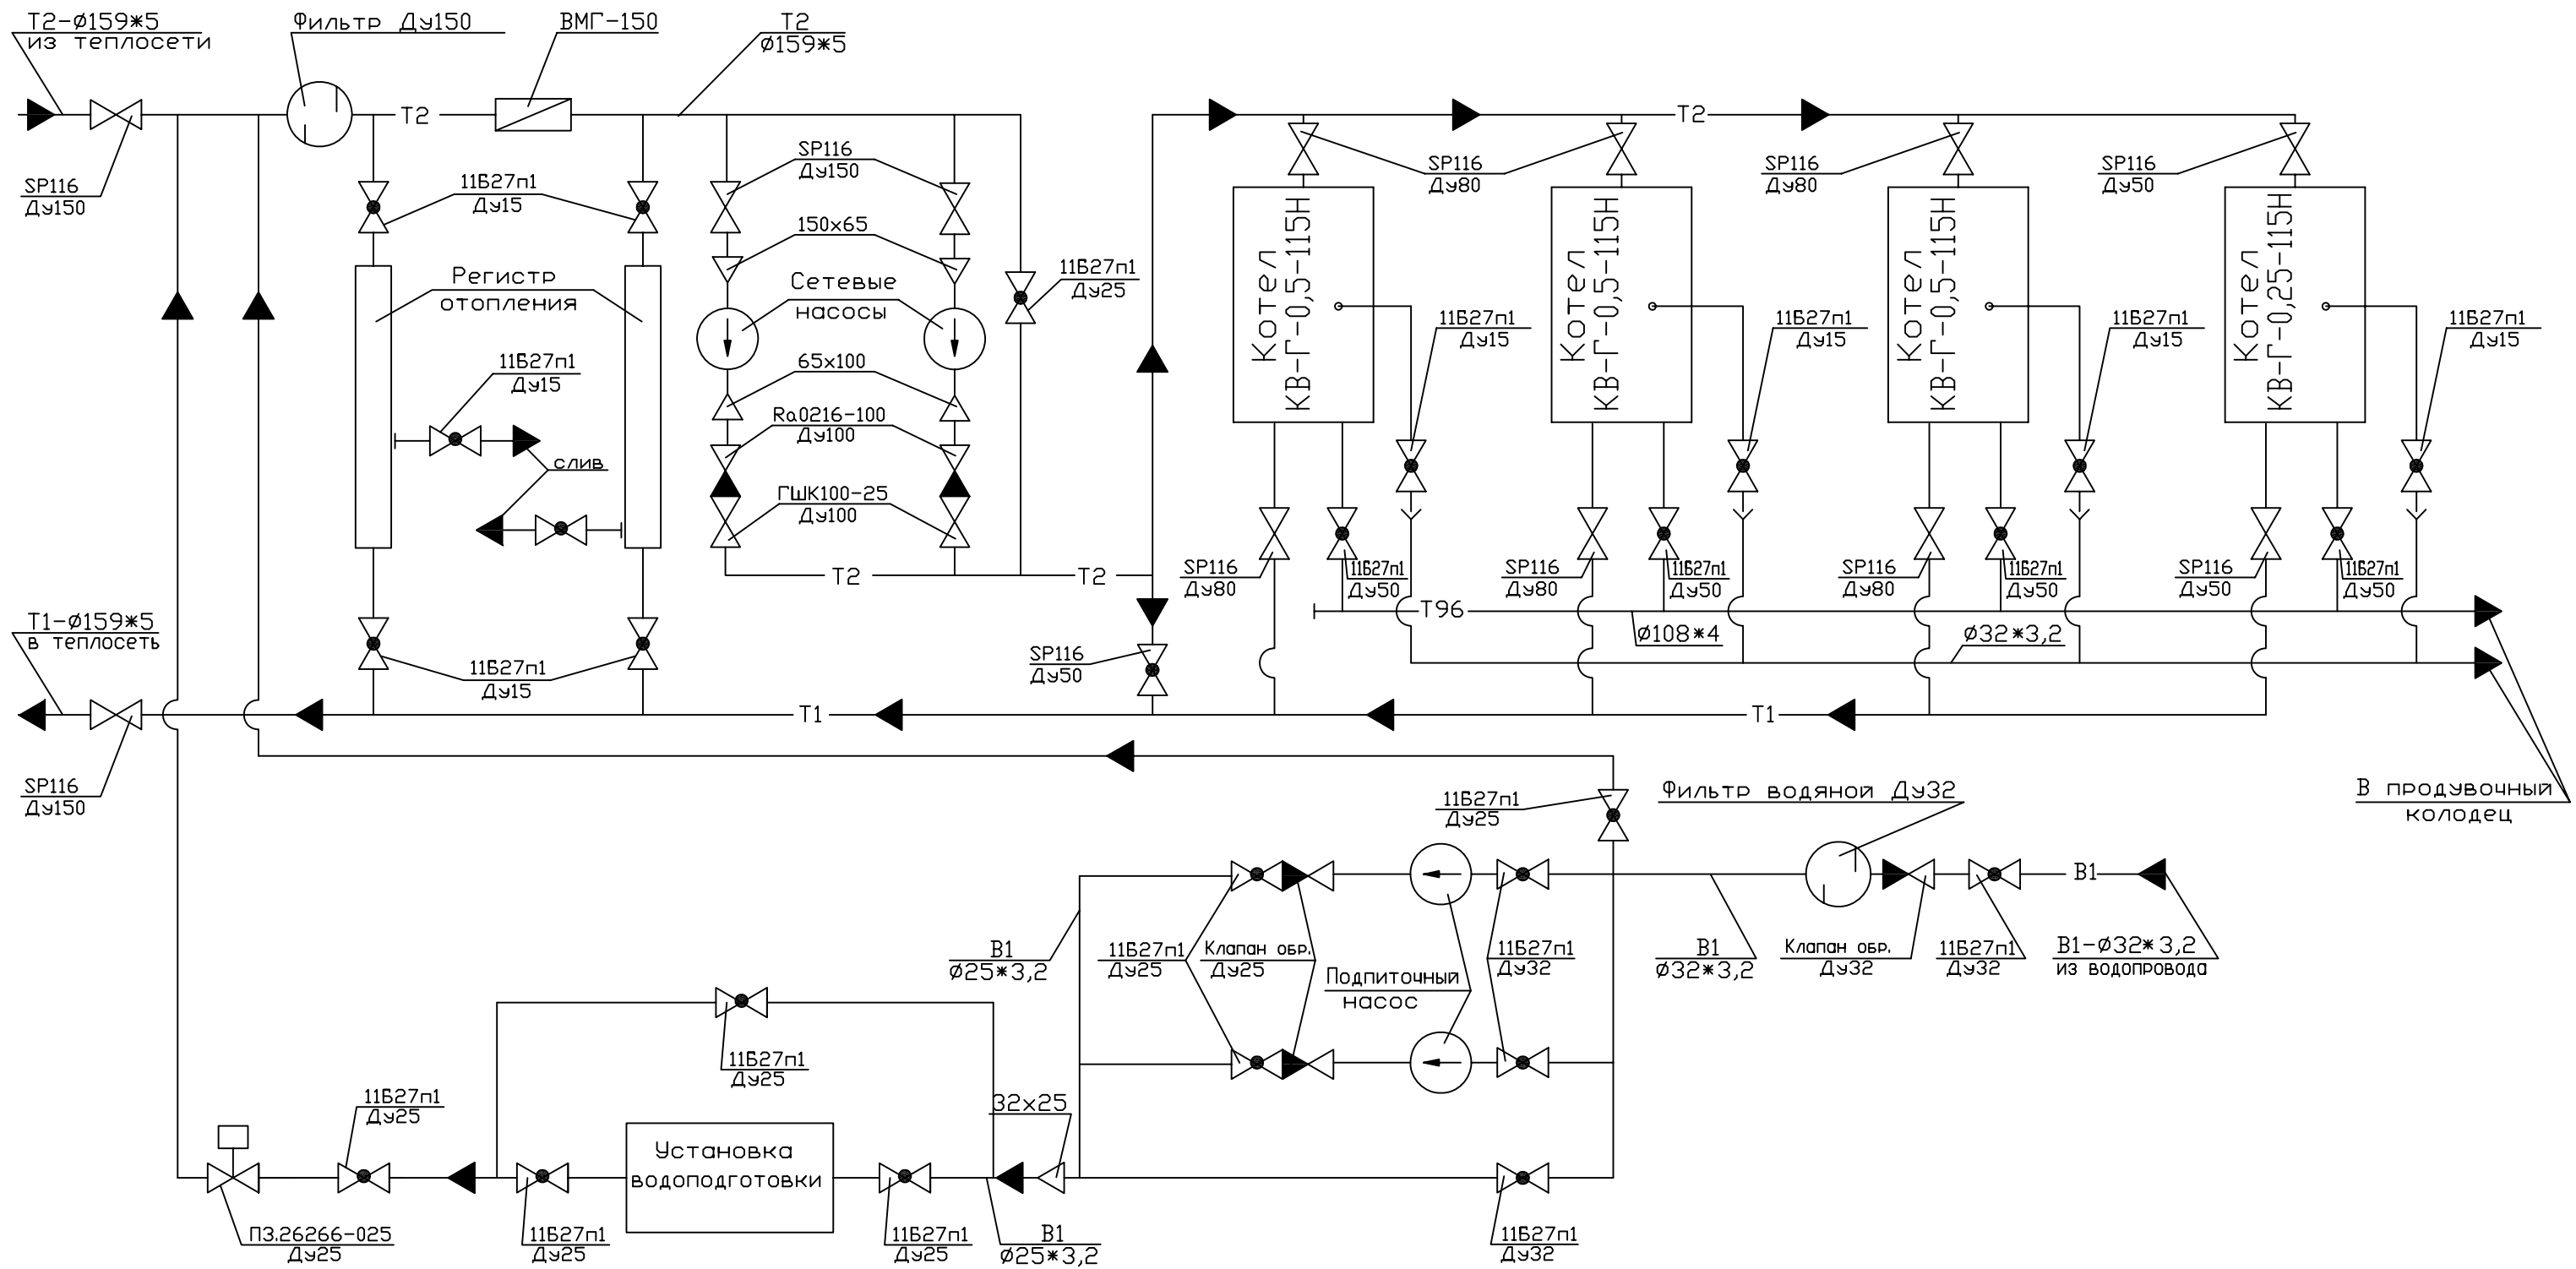 Т2-ø159*5
из теплосети
Фильтр Ду150
ВМГ-150
Т2
ø159*5
Т2
Т2
SP116
Ду150
11Б27п1
Ду15
SP116
Ду150
150х65
Регистр
отопления
Сетевые
насосы
11Б27п1
Ду25
11Б27п1
Ду15
65х100
Ra0216-100
Ду100
слив
ГШК100-25
Ду100
Т2
Т2
SP116
Ду80
SP116
Ду80
SP116
Ду50
Котел
КВ-Г-0,5-115Н
Котел
КВ-Г-0,5-115Н
Котел
КВ-Г-0,5-115Н
Котел
КВ-Г-0,25-115Н
11Б27п1
Ду15
11Б27п1
Ду15
11Б27п1
Ду15
11Б27п1
Ду15
SP116
Ду80
11Б27п1
Ду50
SP116
Ду80
11Б27п1
Ду50
SP116
Ду80
11Б27п1
Ду50
SP116
Ду50
11Б27п1
Ду50
Т96
ø108*4
ø32*3,2
Т1-ø159*5
в теплосеть
11Б27п1
Ду15
SP116
Ду50
Т1
Т1
SP116
Ду150
В продувочный
колодец
11Б27п1
Ду25
Фильтр водяной Ду32
В1
В1
ø25*3,2
11Б27п1
Ду25
Клапан обр.
Ду25
Подпиточный
насос
11Б27п1
Ду32
В1
ø32*3,2
Клапан обр.
Ду32
11Б27п1
Ду32
В1-ø32*3,2
из водопровода
11Б27п1
Ду25
11Б27п1
Ду25
32х25
Установка
водоподготовки
ПЗ.26266-025
Ду25
11Б27п1
Ду25
11Б27п1
Ду25
В1
ø25*3,2
11Б27п1
Ду32